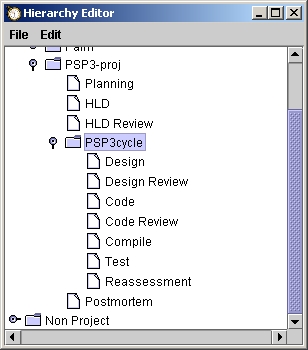 Hierarchy Editor
File Edit
PSP3-proj
Planning
HLD
HLD Review
PSP3cycle
Design
Design Review
Code
Code Review
Compile
Test
Reassessment
Postmortem
Non Project